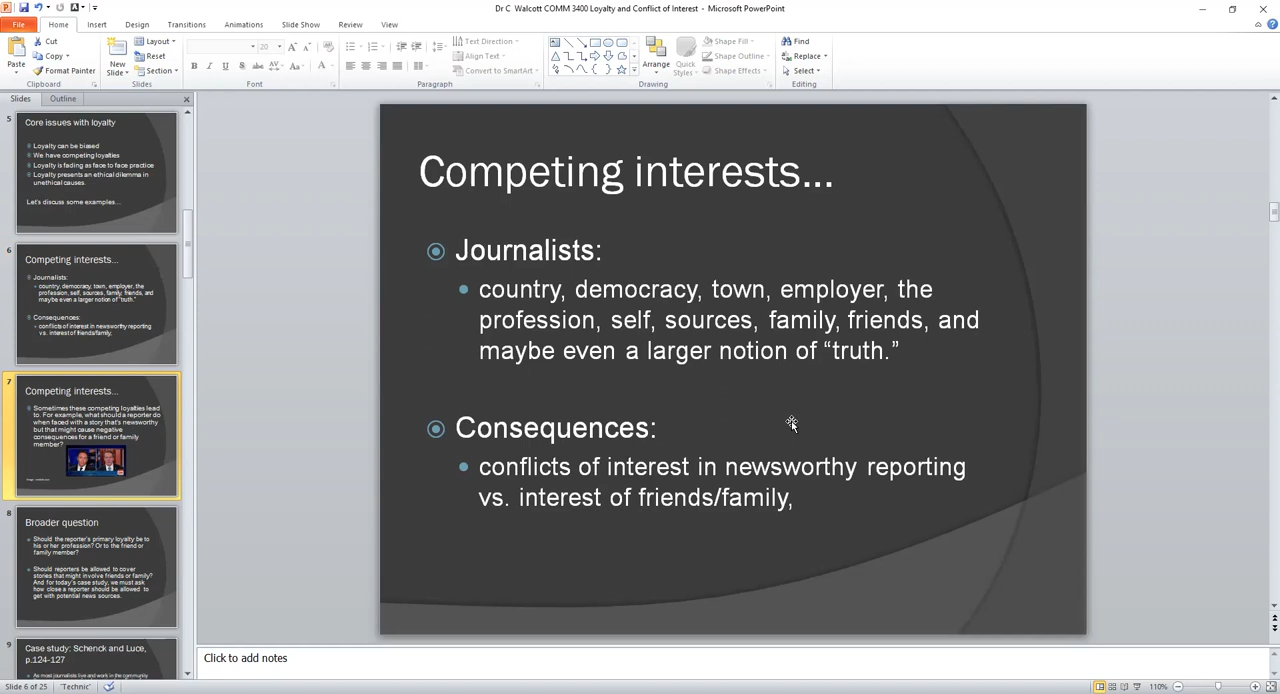 Dr C Walcott COMM 3400 Loyalty and Conflict of Interest - Microsoft PowerPoint
File Home Insert Design Transitions Animations Slide Show Review View
Paste
Cut
Copy
Format Painter
Clipboard
New Slide
Layout
Reset
Section
Slides
20
B I U S abc AV Aa A
Font
Paragraph
Text Direction
Align Text
Convert to SmartArt
Arrange
Quick Styles
Shape Fill
Shape Outline
Shape Effects
Drawing
Find
Replace
Select
Editing
Slides Outline
5
Core issues with loyalty
Loyalty can be biased
We have competing loyalties
Loyalty is fading as face to face practice
Loyalty presents an ethical dilemma in
unethical causes.
Let's discuss some examples…
6
Competing interests…
Journalists:
country, democracy, town, employer, the
profession, self, sources, family, friends, and
maybe even a larger notion of "truth."
Consequences:
conflicts of interest in newsworthy reporting
vs. interest of friends/family,
7
Competing interests…
Sometimes these competing loyalties lead
to. For example, what should a reporter do
when faced with a story that's newsworthy
but that might cause negative
consequences for a friend or family
member?
8
Broader question
Should the reporter's primary loyalty be to
his or her profession? Or to the friend or
family member?
Should reporters be allowed to cover
stories that might involve friends or family?
And for today's case study, we must ask
how close a reporter should be allowed to
get with potential news sources.
9
Case study: Schenck and Luce,
p.124-127
As most journalists live and work in the community
Competing interests…
Journalists:
country, democracy, town, employer, the
profession, self, sources, family, friends, and
maybe even a larger notion of “truth.”
Consequences:
conflicts of interest in newsworthy reporting
vs. interest of friends/family,
Click to add notes
Slide 6 of 25 "Technic" 110%